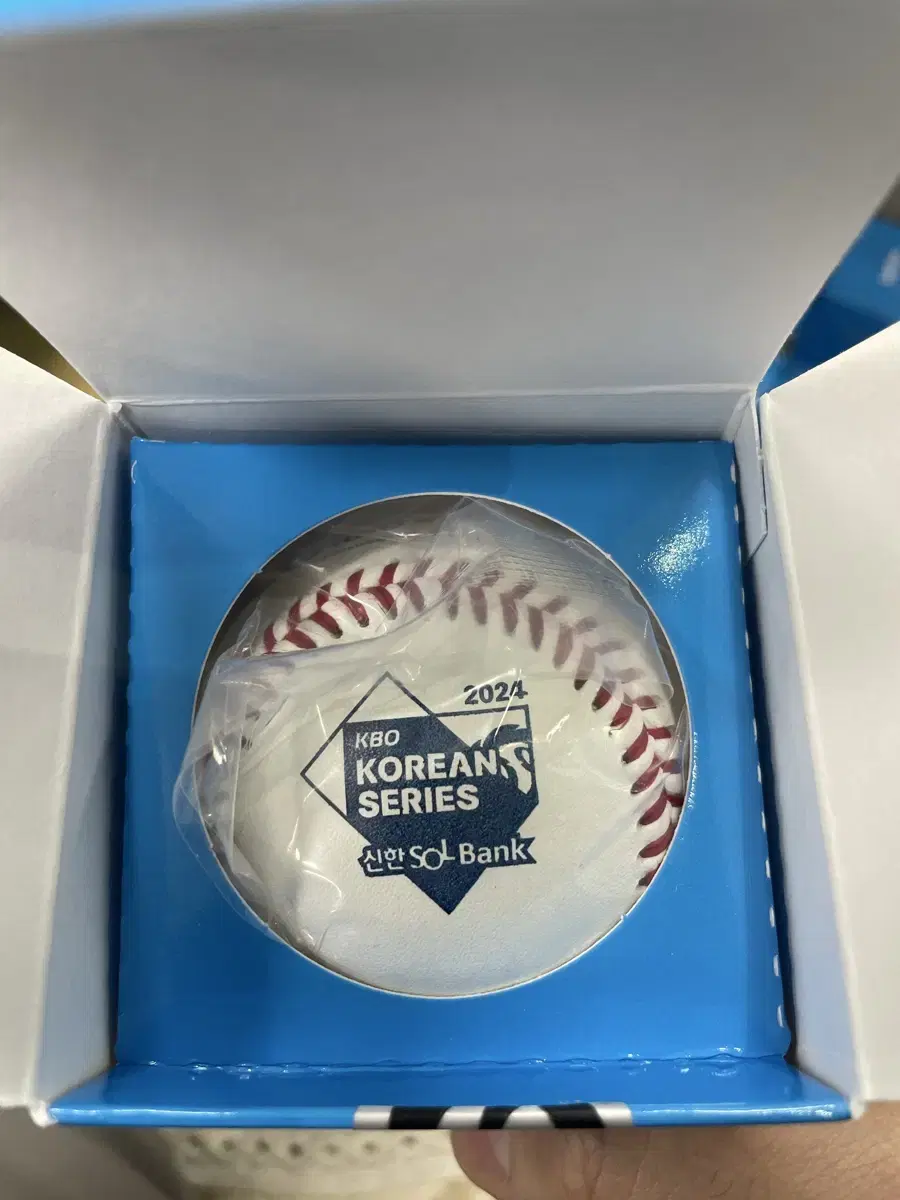 2024
KBO
KOREAN
SERIES
신한 SOL Bank